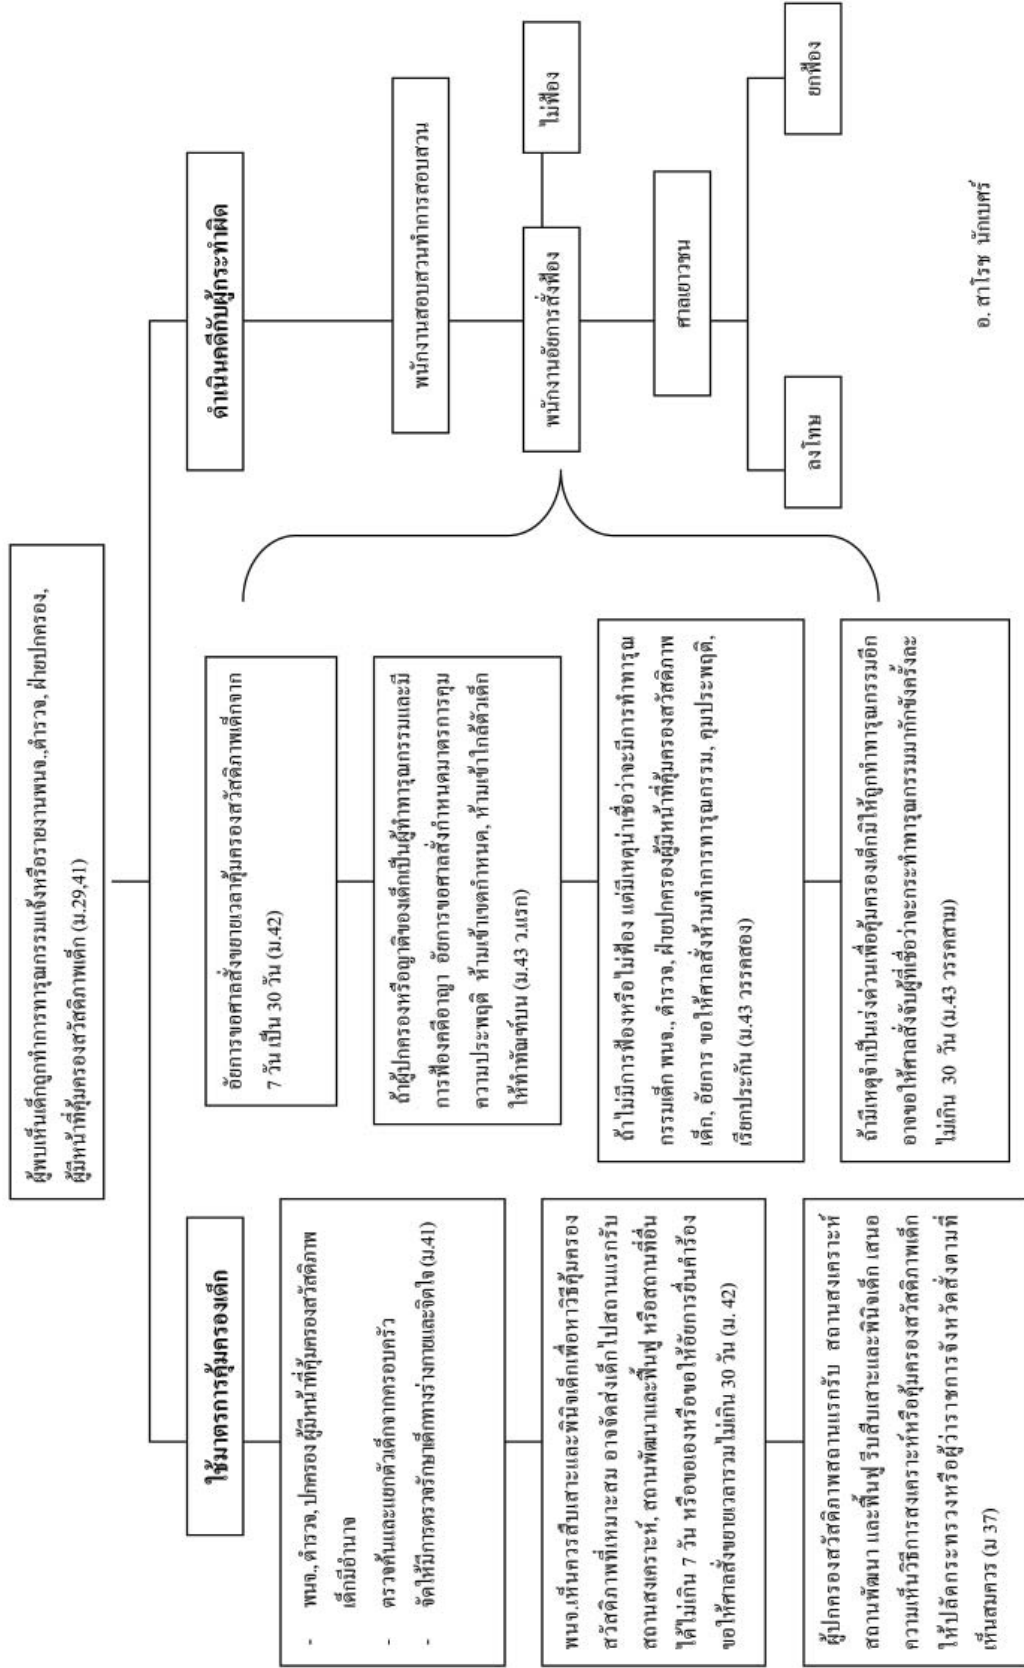 ผู้พบเห็นเด็กถูกทำการทารุณกรรมแจ้งหรือรายงานพนจ.,ตำรวจ, ฝ่ายปกครอง,
ผู้มีหน้าที่คุ้มครองสวัสดิภาพเด็ก (ม.29,41)
ใช้มาตรการคุ้มครองเด็ก
- พนจ., ตำรวจ, ปกครอง ผู้มีหน้าที่คุ้มครองสวัสดิภาพ
เด็กมีอำนาจ
- ตรวจค้นและแยกตัวเด็กจากครอบครัว
- จัดให้มีการตรวจรักษาเด็กทางร่างกายและจิตใจ (ม.41)
พนจ.เห็นควรสืบเสาะและพินิจเด็กเพื่อหาวิธีคุ้มครอง
สวัสดิภาพที่เหมาะสม อาจจัดส่งเด็กไปสถานแรกรับ
สถานสงเคราะห์, สถานพัฒนาและฟื้นฟู หรือสถานที่อื่น
ได้ไม่เกิน 7 วัน หรือขอเองหรือขอให้อัยการยื่นคำร้อง
ขอให้ศาลสั่งขยายเวลารวมไม่เกิน 30 วัน (ม. 42)
ผู้ปกครองสวัสดิภาพสถานแรกรับ สถานสงเคราะห์
สถานพัฒนา และฟื้นฟู รีบสืบเสาะและพินิจเด็ก เสนอ
ความเห็นวิธีการสงเคราะห์หรือคุ้มครองสวัสดิภาพเด็ก
ให้ปลัดกระทรวงหรือผู้ว่าราชการจังหวัดสั่งตามที่
เห็นสมควร (ม 37)
อัยการขอศาลสั่งขยายเวลาคุ้มครองสวัสดิภาพเด็กจาก
7 วัน เป็น 30 วัน (ม.42)
ถ้าผู้ปกครองหรือญาติของเด็กเป็นผู้ทำทารุณกรรมและมี
การฟ้องคดีอาญา อัยการขอศาลสั่งกำหนดมาตรการคุม
ความประพฤติ ห้ามเข้าเขตกำหนด, ห้ามเข้าใกล้ตัวเด็ก
ให้ทำทัณฑ์บน (ม.43 ว.แรก)
ถ้าไม่มีการฟ้องหรือไม่ฟ้อง แต่มีเหตุน่าเชื่อว่าจะมีการทำทารุณ
กรรมเด็ก พนจ., ตำรวจ, ฝ่ายปกครองผู้มีหน้าที่คุ้มครองสวัสดิภาพ
เด็ก, อัยการ ขอให้ศาลสั่งห้ามทำการทารุณกรรม, คุมประพฤติ,
เรียกประกัน (ม.43 วรรคสอง)
ถ้ามีเหตุจำเป็นเร่งด่วนเพื่อคุ้มครองเด็กมิให้ถูกทำทารุณกรรมอีก
อาจขอให้ศาลสั่งจับผู้ที่เชื่อว่าจะกระทำทารุณกรรมมากักขังครั้งละ
ไม่เกิน 30 วัน (ม.43 วรรคสาม)
ดำเนินคดีกับผู้กระทำผิด
พนักงานสอบสวนทำการสอบสวน
พนักงานอัยการสั่งฟ้อง
ไม่ฟ้อง
ศาลเยาวชน
ลงโทษ
ยกฟ้อง
อ. สาโรช นักเบศร์